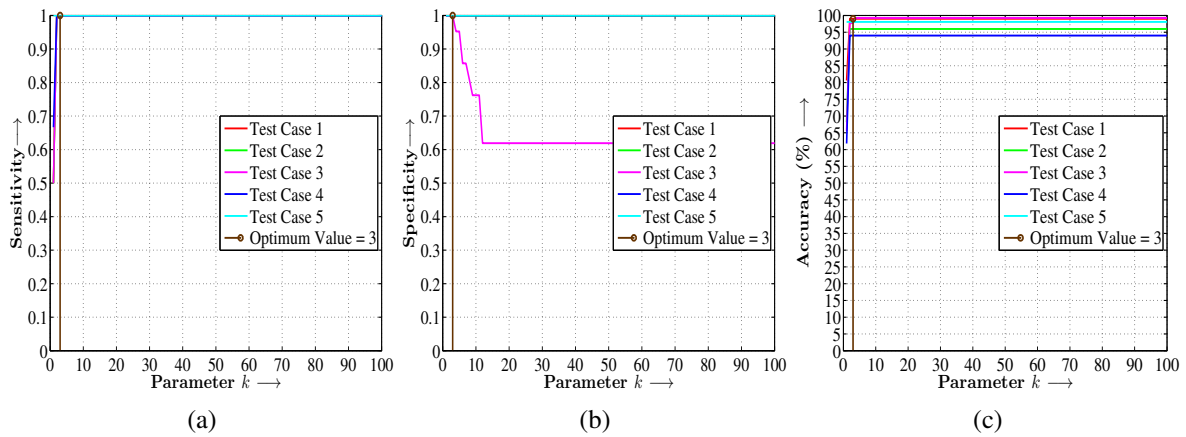 1
0.9
0.8
0.7
0.6
0.5
0.4
0.3
0.2
0.1
0
Sensitivity⟶
Test Case 1
Test Case 2
Test Case 3
Test Case 4
Test Case 5
Optimum Value = 3
0 10 20 30 40 50 60 70 80 90 100
Parameter k ⟶
(a)
1
0.9
0.8
0.7
0.6
0.5
0.4
0.3
0.2
0.1
0
Specificity⟶
Test Case 1
Test Case 2
Test Case 3
Test Case 4
Test Case 5
Optimum Value = 3
0 10 20 30 40 50 60 70 80 90 100
Parameter k ⟶
(b)
100
95
90
85
80
75
70
65
60
55
50
45
40
35
30
25
20
15
10
5
0
Accuracy (%) ⟶
Test Case 1
Test Case 2
Test Case 3
Test Case 4
Test Case 5
Optimum Value = 3
0 10 20 30 40 50 60 70 80 90 100
Parameter k ⟶
(c)